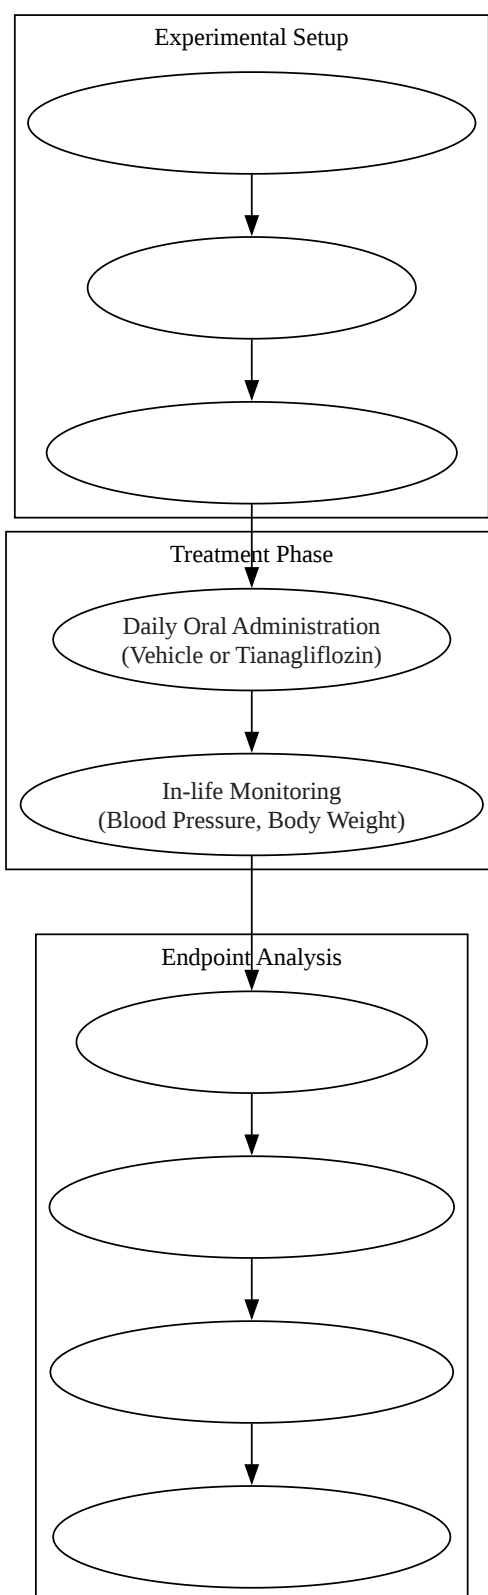 Experimental Setup
Treatment Phase
Daily Oral Administration
(Vehicle or Tianagliflozin)
In-life Monitoring
(Blood Pressure, Body Weight)
Endpoint Analysis